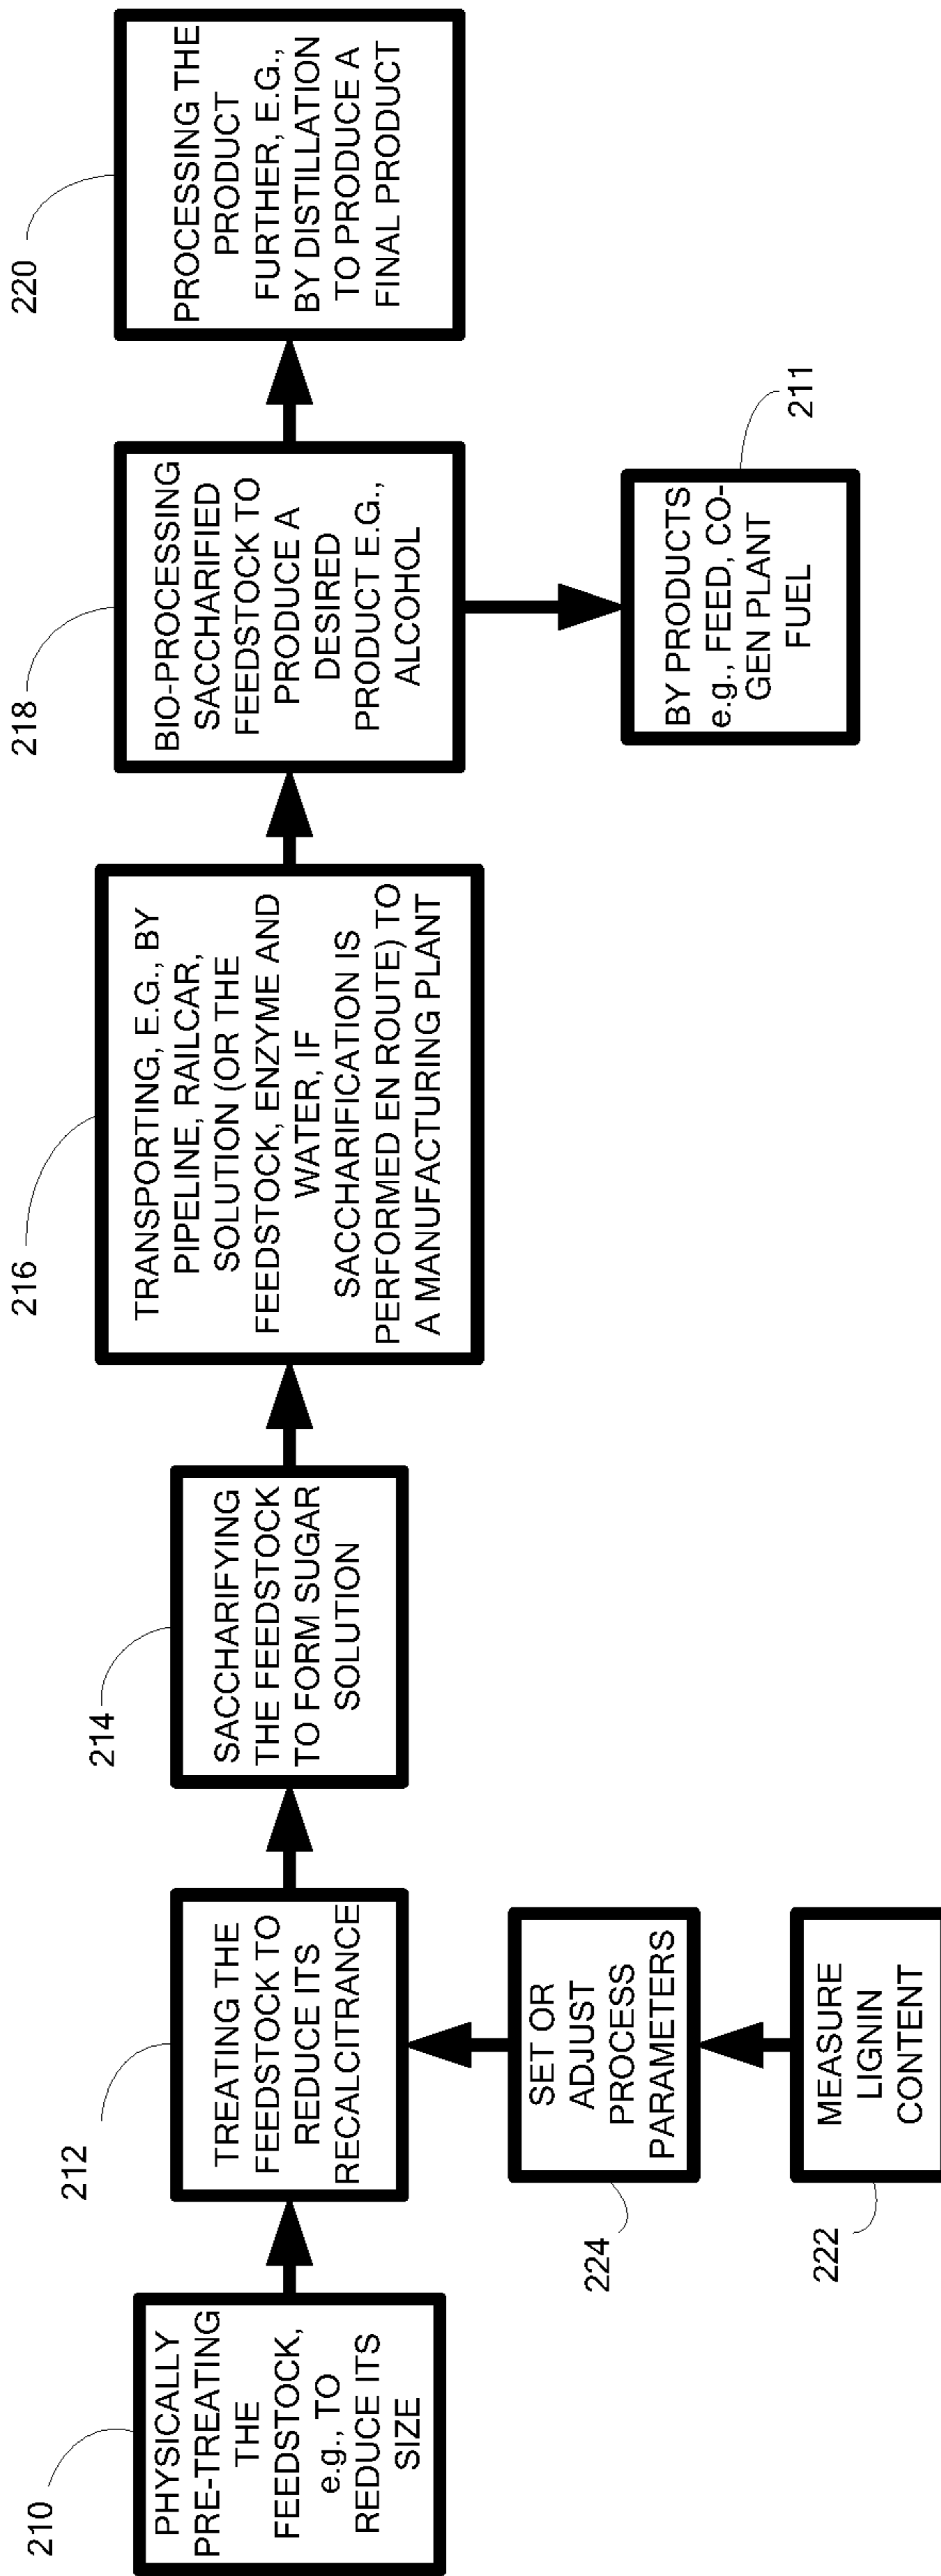 210
PHYSICALLY
PRE-TREATING
THE
FEEDSTOCK,
e.g., TO
REDUCE ITS
SIZE
212
TREATING THE
FEEDSTOCK TO
REDUCE ITS
RECALCITRANCE
224
SET OR
ADJUST
PROCESS
PARAMETERS
222
MEASURE
LIGNIN
CONTENT
214
SACCHARIFYING
THE FEEDSTOCK
TO FORM SUGAR
SOLUTION
216
TRANSPORTING, E.G., BY
PIPELINE, RAILCAR,
SOLUTION (OR THE
FEEDSTOCK, ENZYME AND
WATER, IF
SACCHARIFICATION IS
PERFORMED EN ROUTE) TO
A MANUFACTURING PLANT
218
BIO-PROCESSING
SACCHARIFIED
FEEDSTOCK TO
PRODUCE A
DESIRED
PRODUCT E.G.,
ALCOHOL
211
BY PRODUCTS
e.g., FEED, CO-
GEN PLANT
FUEL
220
PROCESSING THE
PRODUCT
FURTHER, E.G.,
BY DISTILLATION
TO PRODUCE A
FINAL PRODUCT